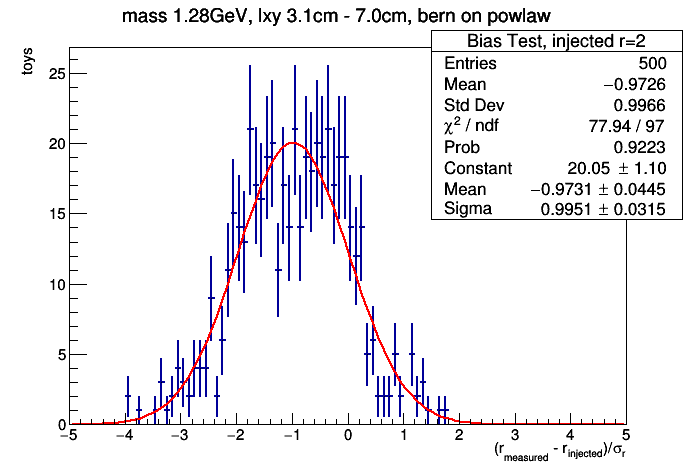 mass 1.28GeV, lxy 3.1cm - 7.0cm, bern on powlaw
toys
Bias Test, injected r=2
Entries 500
Mean −0.9726
Std Dev 0.9966
χ² / ndf 77.94 / 97
Prob 0.9223
Constant 20.05 ± 1.10
Mean −0.9731 ± 0.0445
Sigma 0.9951 ± 0.0315
25
20
15
10
5
0
−5 −4 −3 −2 −1 0 1 2 3 4 5
(r_measured - r_injected)/σ_r